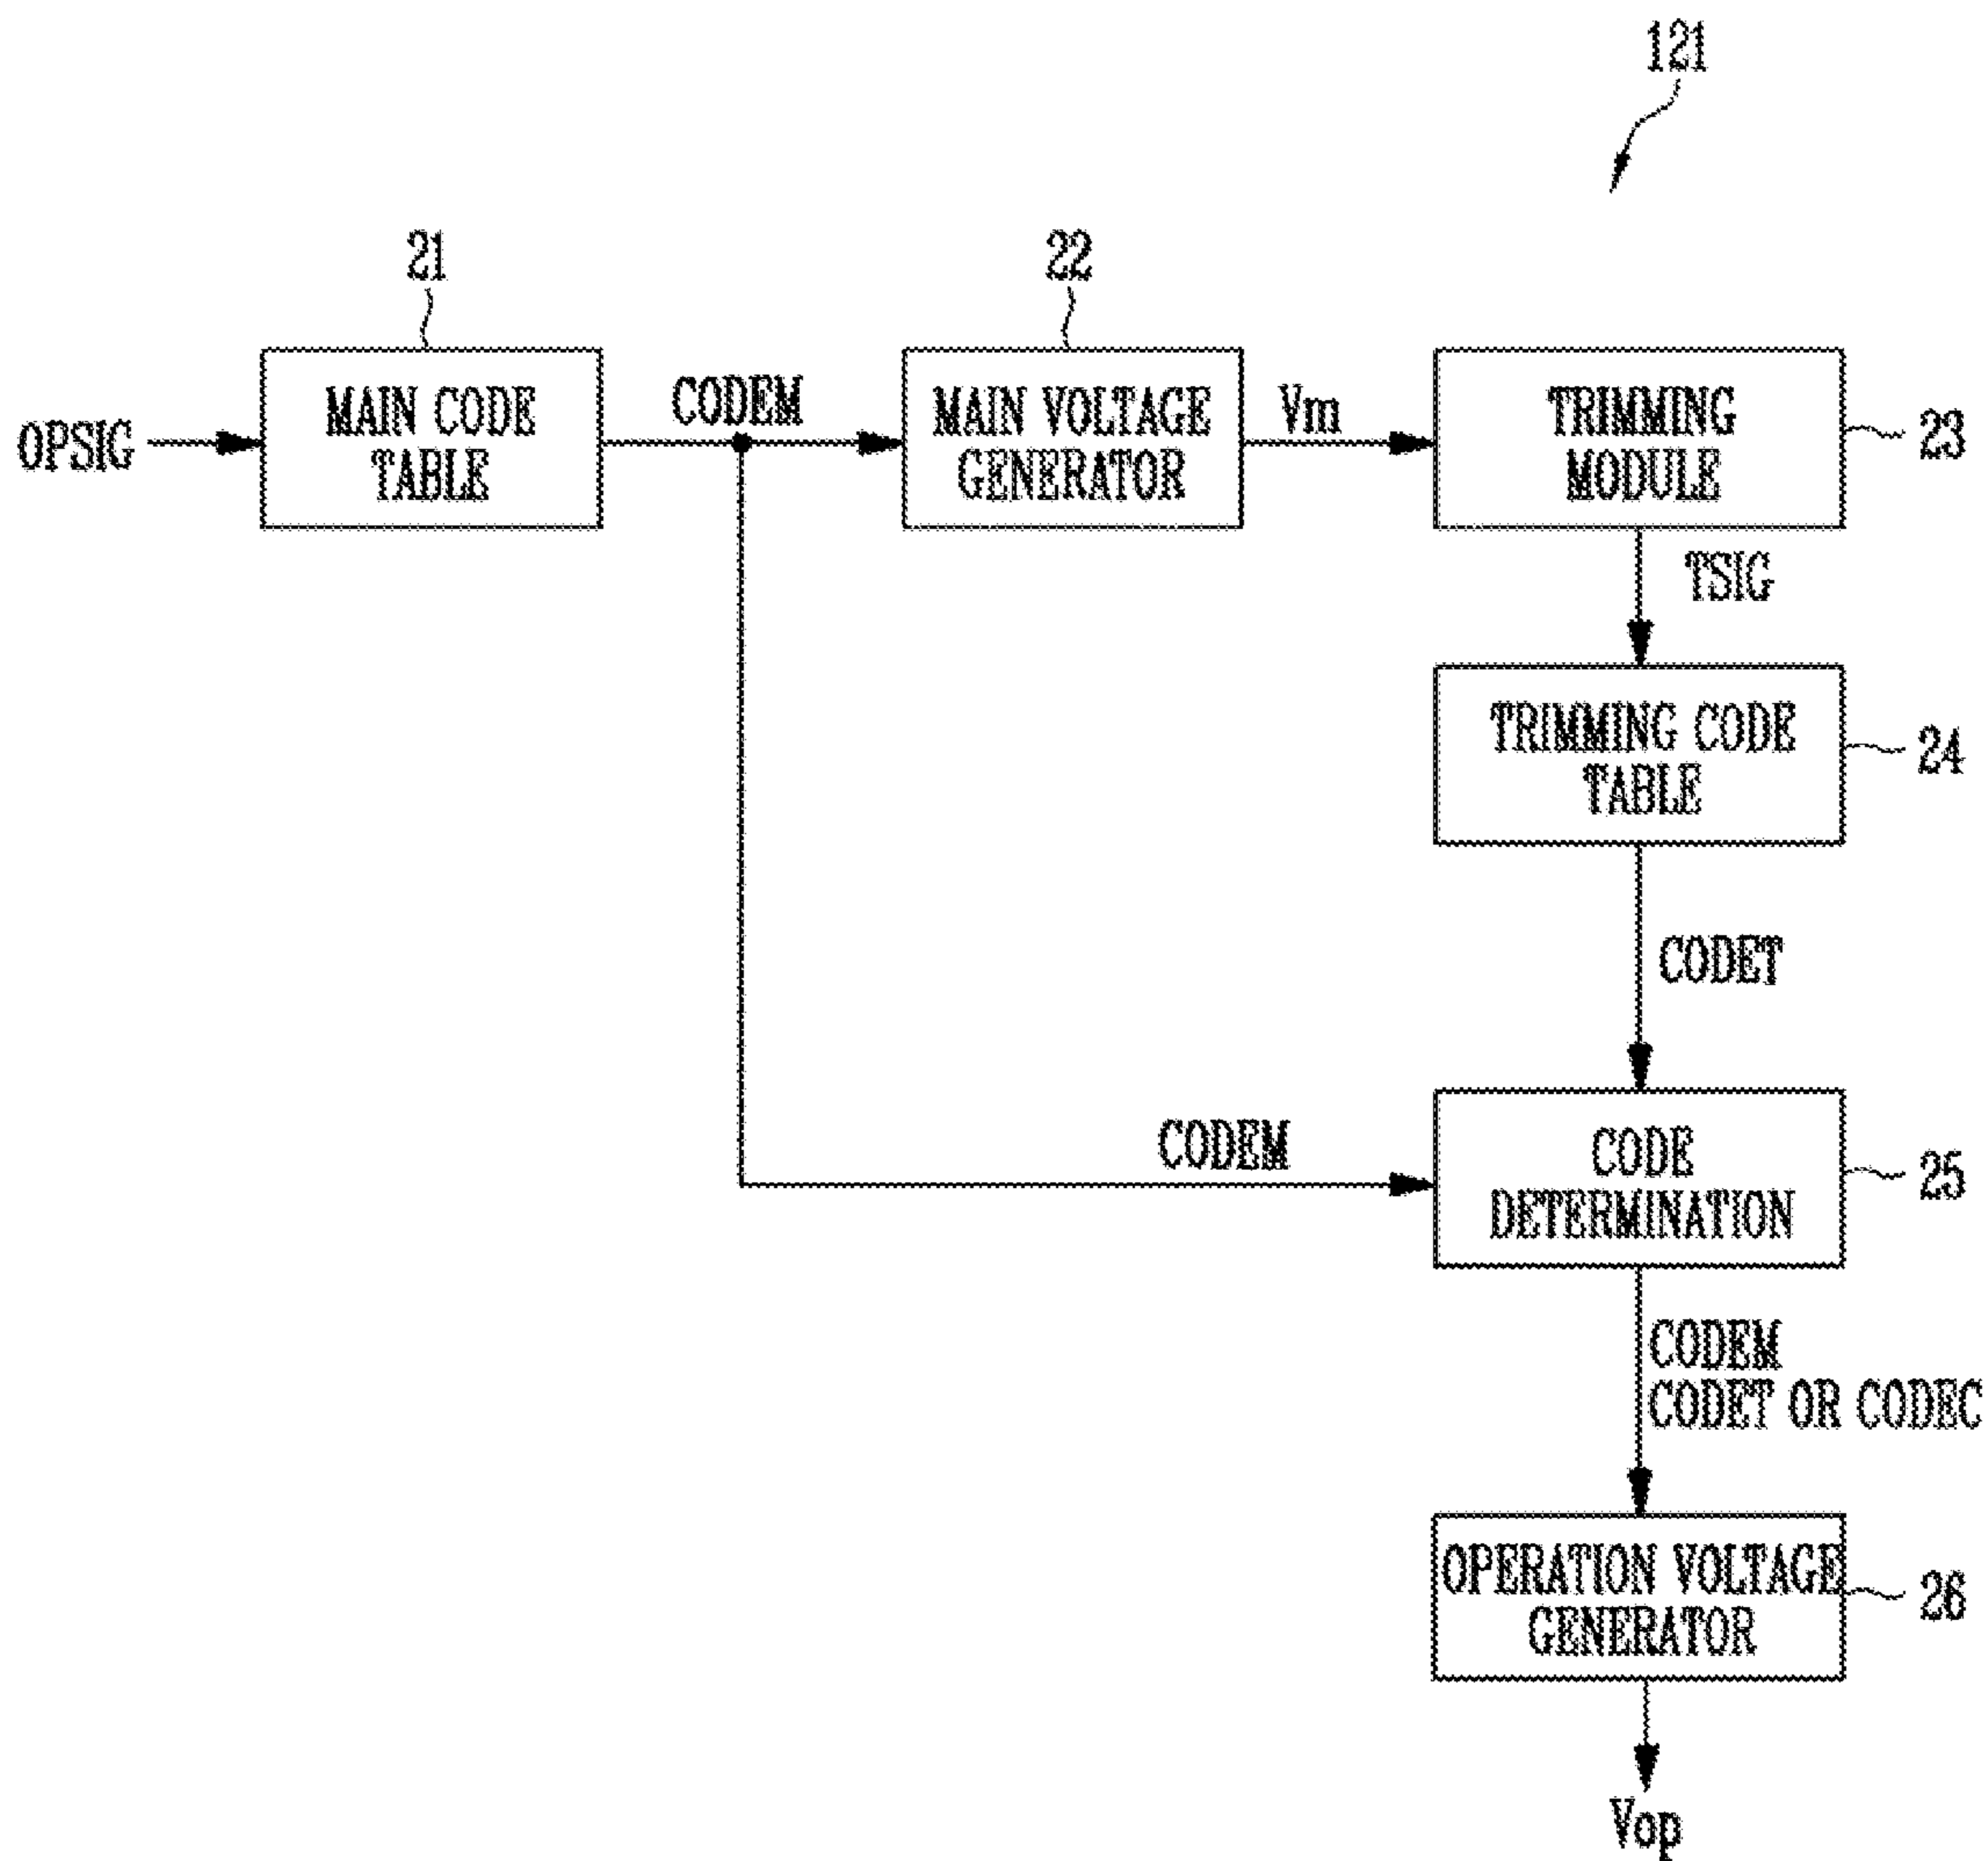 121
21
22
OPSIG
MAIN CODE
TABLE
CODEM
MAIN VOLTAGE
GENERATOR
Vm
TRIMMING
MODULE
23
TSIG
TRIMMING CODE
TABLE
24
CODET
CODEM
CODE
DETERMINATION
25
CODEM
CODET OR CODEC
OPERATION VOLTAGE
GENERATOR
26
Vop